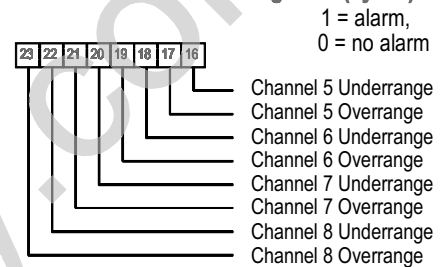 1 = alarm,
0 = no alarm
23 22 21 20 19 18 17 16
Channel 5 Underrange
Channel 5 Overrange
Channel 6 Underrange
Channel 6 Overrange
Channel 7 Underrange
Channel 7 Overrange
Channel 8 Underrange
Channel 8 Overrange